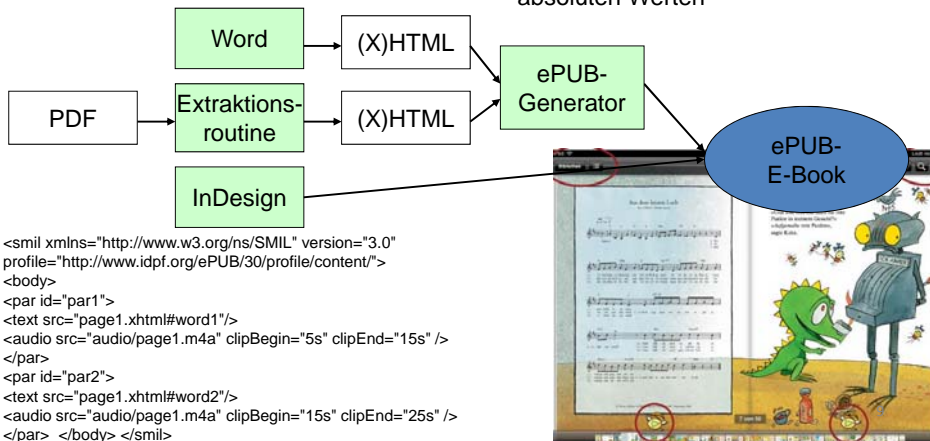 absoluten Werten
Word
(X)HTML
ePUB-
Generator
PDF
Extraktions-
routine
(X)HTML
ePUB-
E-Book
InDesign
<smil xmlns="http://www.w3.org/ns/SMIL" version="3.0"
profile="http://www.idpf.org/ePUB/30/profile/content/">
<body>
<par id="par1">
<text src="page1.xhtml#word1"/>
<audio src="audio/page1.m4a" clipBegin="5s" clipEnd="15s" />
</par>
<par id="par2">
<text src="page1.xhtml#word2"/>
<audio src="audio/page1.m4a" clipBegin="15s" clipEnd="25s" />
</par> </body> </smil>